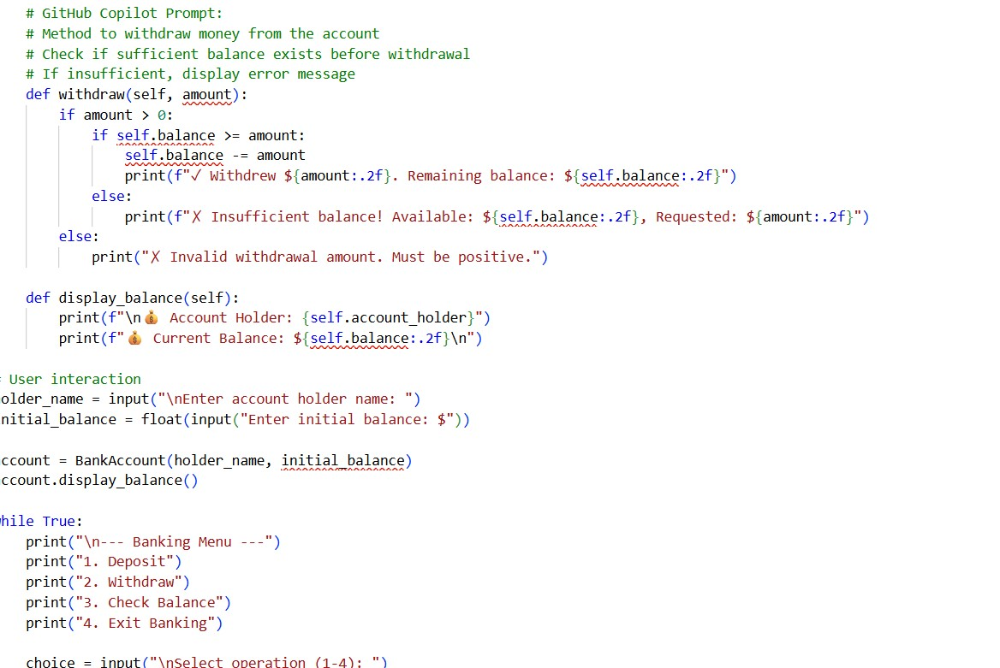 # GitHub Copilot Prompt:
# Method to withdraw money from the account
# Check if sufficient balance exists before withdrawal
# If insufficient, display error message
def withdraw(self, amount):
if amount > 0:
if self.balance >= amount:
self.balance -= amount
print(f"✓ Withdrew ${amount:.2f}. Remaining balance: ${self.balance:.2f}")
else:
print(f"✗ Insufficient balance! Available: ${self.balance:.2f}, Requested: ${amount:.2f}")
else:
print("✗ Invalid withdrawal amount. Must be positive.")
def display_balance(self):
print(f"\n💰 Account Holder: {self.account_holder}")
print(f"💰 Current Balance: ${self.balance:.2f}\n")
# User interaction
older_name = input("\nEnter account holder name: ")
nitial_balance = float(input("Enter initial balance: $"))
ccount = BankAccount(holder_name, initial_balance)
ccount.display_balance()
hile True:
print("\n--- Banking Menu ---")
print("1. Deposit")
print("2. Withdraw")
print("3. Check Balance")
print("4. Exit Banking")
choice = input("\nSelect operation (1-4): ")